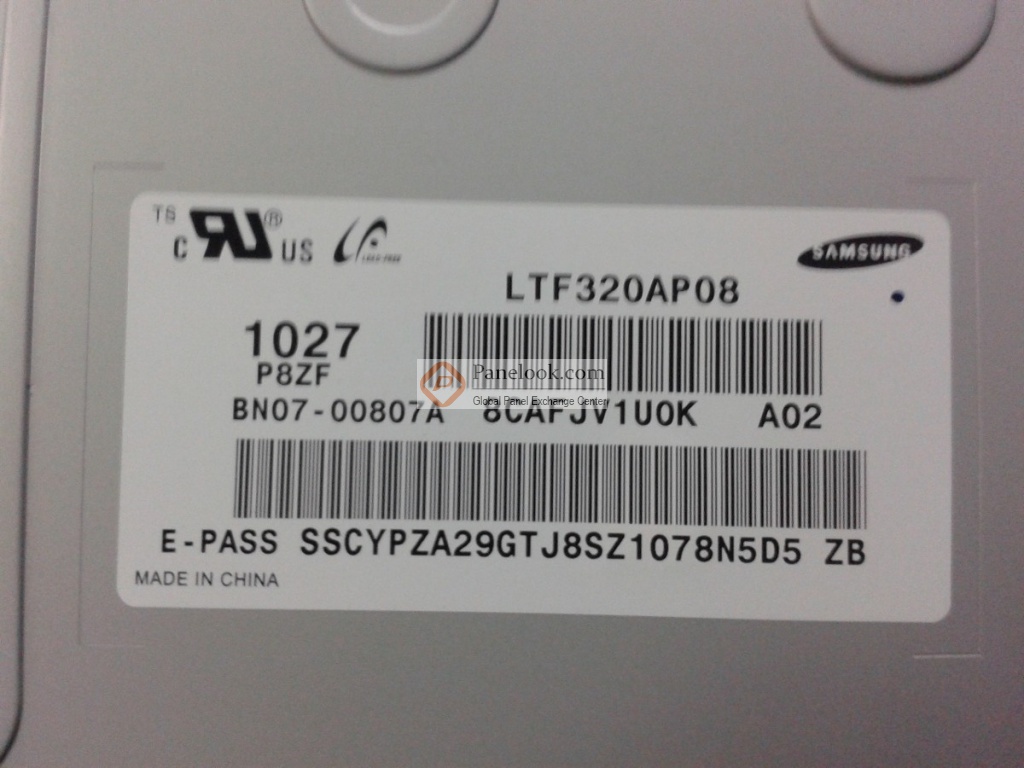 TS
C RU® US
SAMSUNG
LTF320AP08
1027
P8ZF
Panelook.com
Global Panel Exchange Center
BN07-00807A 8CAFJV1U0K A02
E-PASS SSCYPZA29GTJ8SZ1078N5D5 ZB
MADE IN CHINA